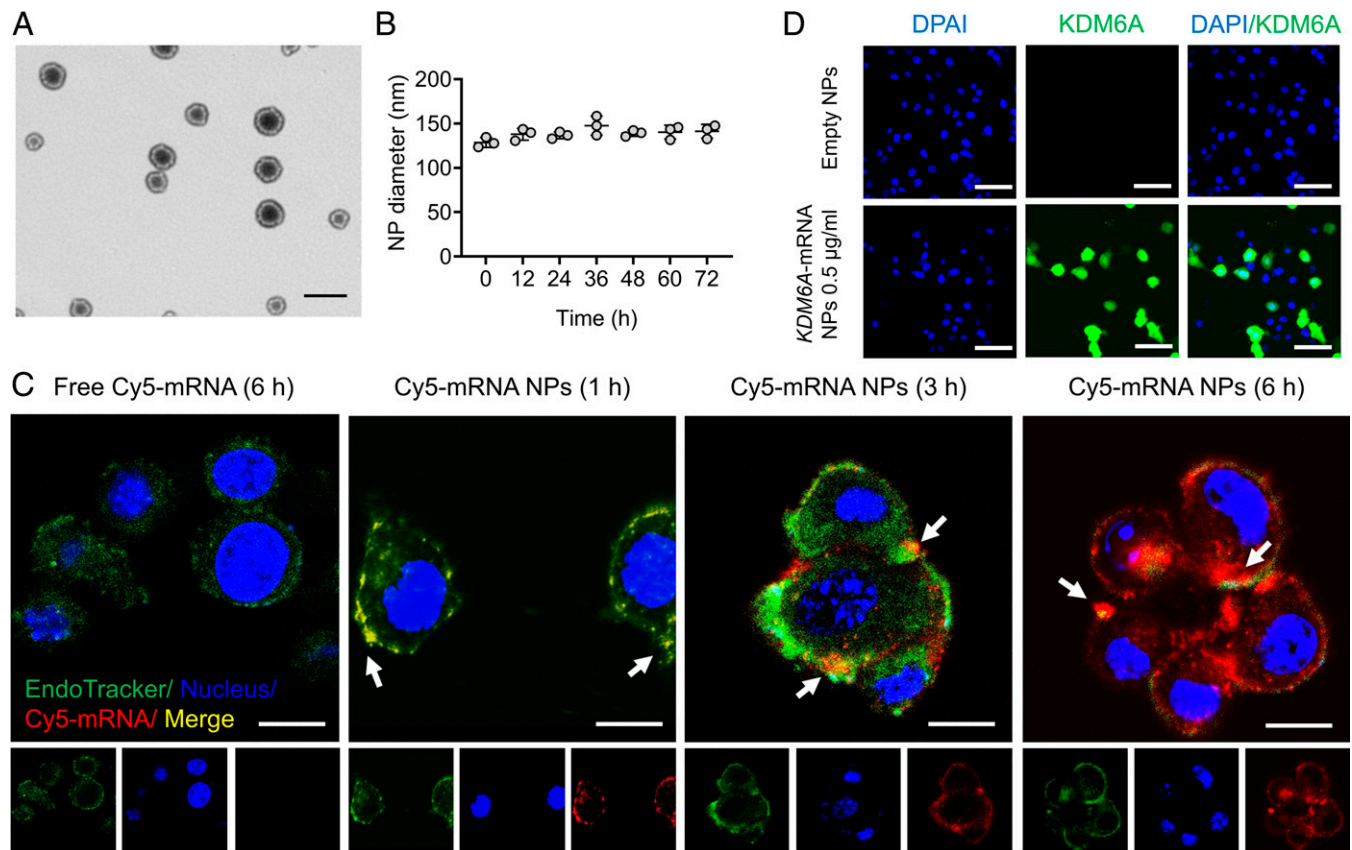 A
B
NP diameter (nm)
200
150
100
50
0
0 12 24 36 48 60 72
Time (h)
D
DPAI
KDM6A
DAPI/KDM6A
Empty NPs
KDM6A-mRNA
NPs 0.5 µg/ml
C
Free Cy5-mRNA (6 h)
Cy5-mRNA NPs (1 h)
Cy5-mRNA NPs (3 h)
Cy5-mRNA NPs (6 h)
EndoTracker/ Nucleus/
Cy5-mRNA/ Merge